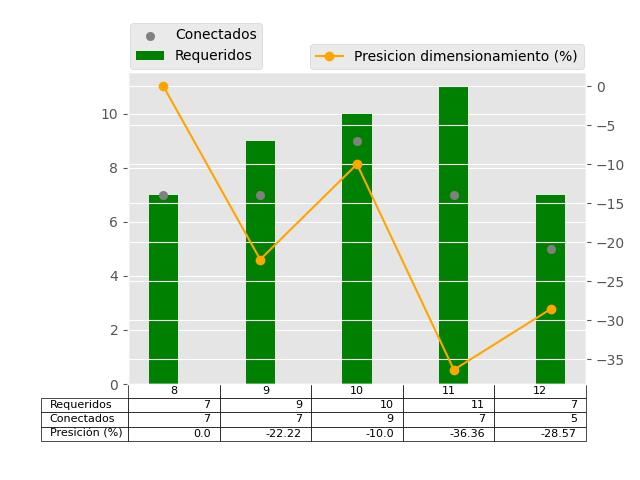 Conectados
Requeridos
Presicion dimensionamiento (%)
10
8
6
4
2
0
0
−5
−10
−15
−20
−25
−30
−35
8 9 10 11 12
Requeridos 7 9 10 11 7
Conectados 7 7 9 7 5
Presición (%) 0.0 -22.22 -10.0 -36.36 -28.57